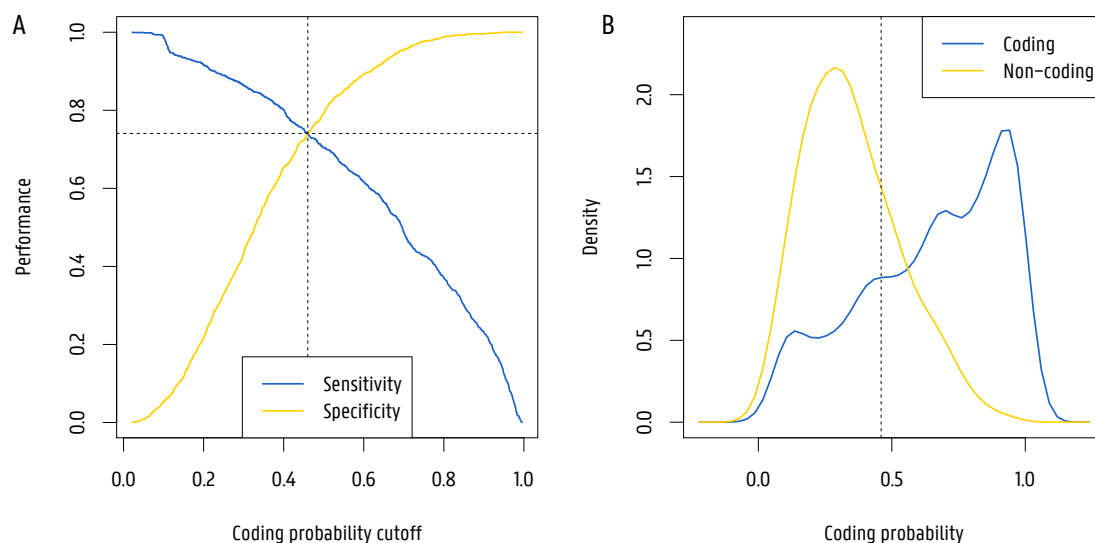 A
Performance
0.0 0.2 0.4 0.6 0.8 1.0
Sensitivity
Specificity
0.0 0.2 0.4 0.6 0.8 1.0
Coding probability cutoff
B
Density
0.0 0.5 1.0 1.5 2.0
Coding
Non−coding
0.0 0.5 1.0
Coding probability